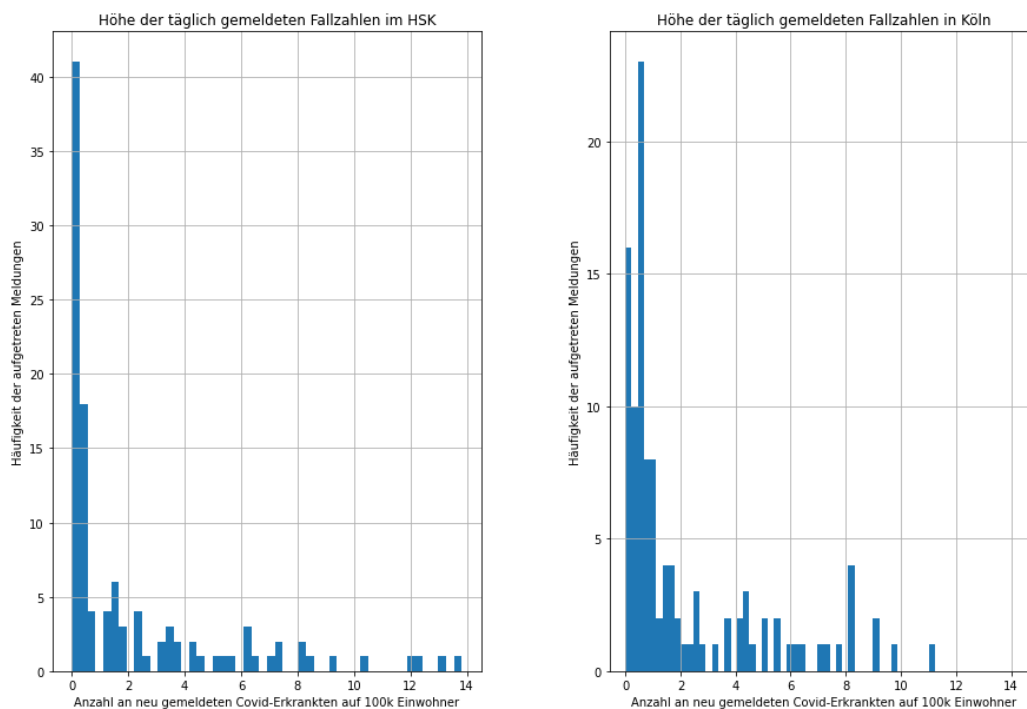 Höhe der täglich gemeldeten Fallzahlen im HSK
Häufigkeit der aufgetreten Meldungen
40
35
30
25
20
15
10
5
0
0 2 4 6 8 10 12 14
Anzahl an neu gemeldeten Covid-Erkrankten auf 100k Einwohner
Höhe der täglich gemeldeten Fallzahlen in Köln
Häufigkeit der aufgetreten Meldungen
20
15
10
5
0
0 2 4 6 8 10 12 14
Anzahl an neu gemeldeten Covid-Erkrankten auf 100k Einwohner